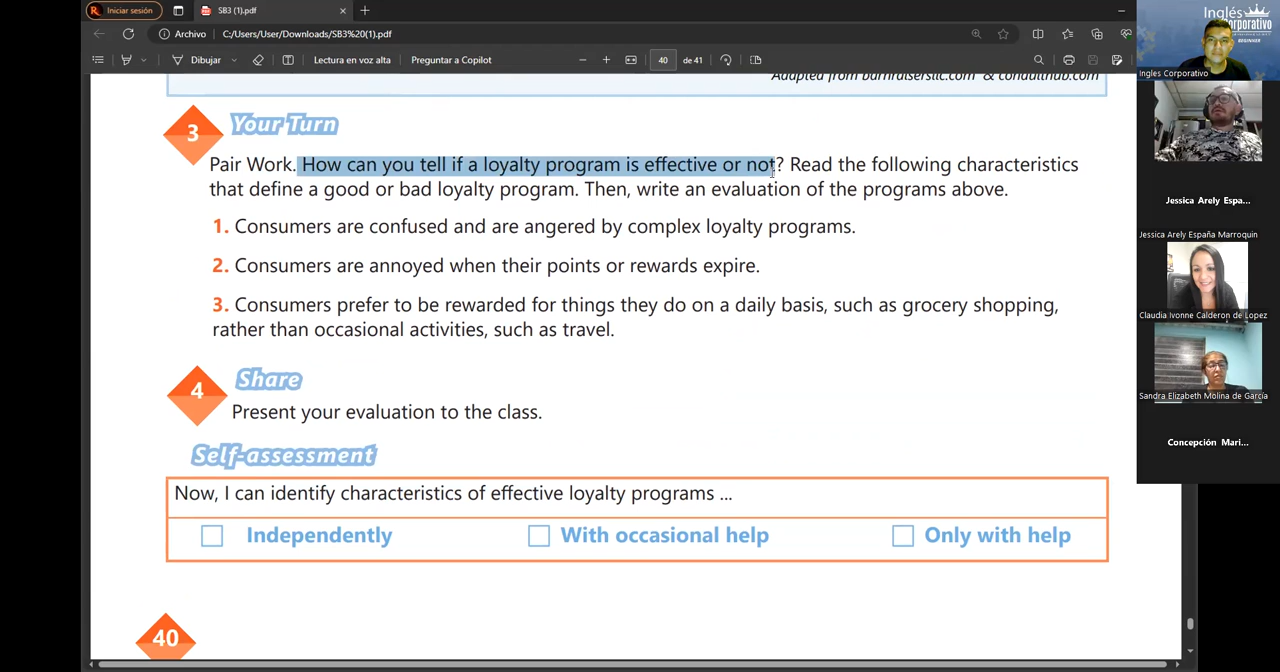 Iniciar sesión
SB3 (1).pdf
Archivo
C:/Users/User/Downloads/SB3%20(1).pdf
Dibujar
Lectura en voz alta
Preguntar a Copilot
40
de 41
Adapted from barnraisersllc.com & conduithub.com
3
Your Turn
Pair Work. How can you tell if a loyalty program is effective or not? Read the following characteristics
that define a good or bad loyalty program. Then, write an evaluation of the programs above.
1. Consumers are confused and are angered by complex loyalty programs.
2. Consumers are annoyed when their points or rewards expire.
3. Consumers prefer to be rewarded for things they do on a daily basis, such as grocery shopping,
rather than occasional activities, such as travel.
4
Share
Present your evaluation to the class.
Self-assessment
Now, I can identify characteristics of effective loyalty programs ...
Independently
With occasional help
Only with help
40
Inglés
Corporativo
BEGINNER
Ingles Corporativo
Jessica Arely Espa...
Jessica Arely España Marroquin
Claudia Ivonne Calderon de Lopez
Sandra Elizabeth Molina de García
Concepción Mari...